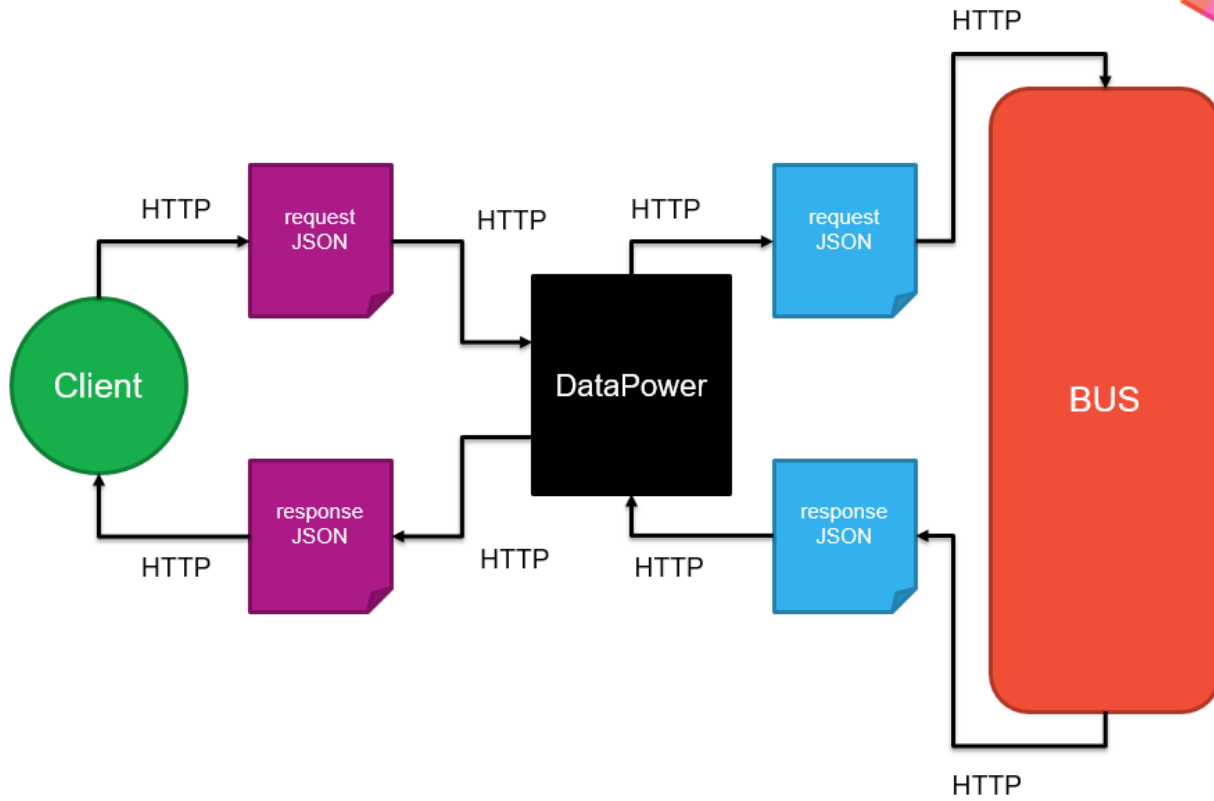 HTTP
HTTP
request
JSON
HTTP
HTTP
request
JSON
Client
DataPower
BUS
response
JSON
response
JSON
HTTP
HTTP
HTTP
HTTP